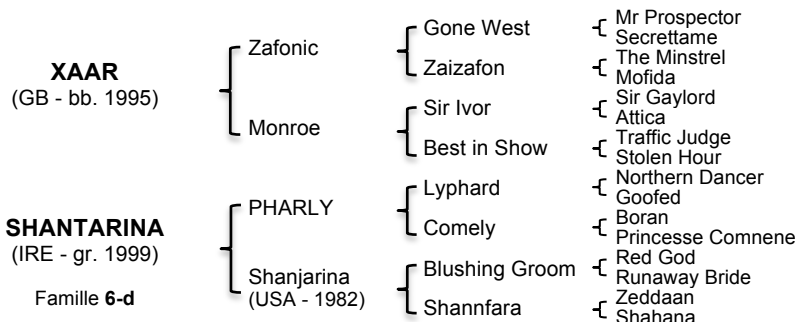 XAAR
(GB - bb. 1995)
Zafonic
Monroe
Gone West
Zaizafon
Sir Ivor
Best in Show
Mr Prospector
Secrettame
The Minstrel
Mofida
Sir Gaylord
Attica
Traffic Judge
Stolen Hour
SHANTARINA
(IRE - gr. 1999)
Famille 6-d
PHARLY
Shanjarina
(USA - 1982)
Lyphard
Comely
Blushing Groom
Shannfara
Northern Dancer
Goofed
Boran
Princesse Comnene
Red God
Runaway Bride
Zeddaan
Shahana